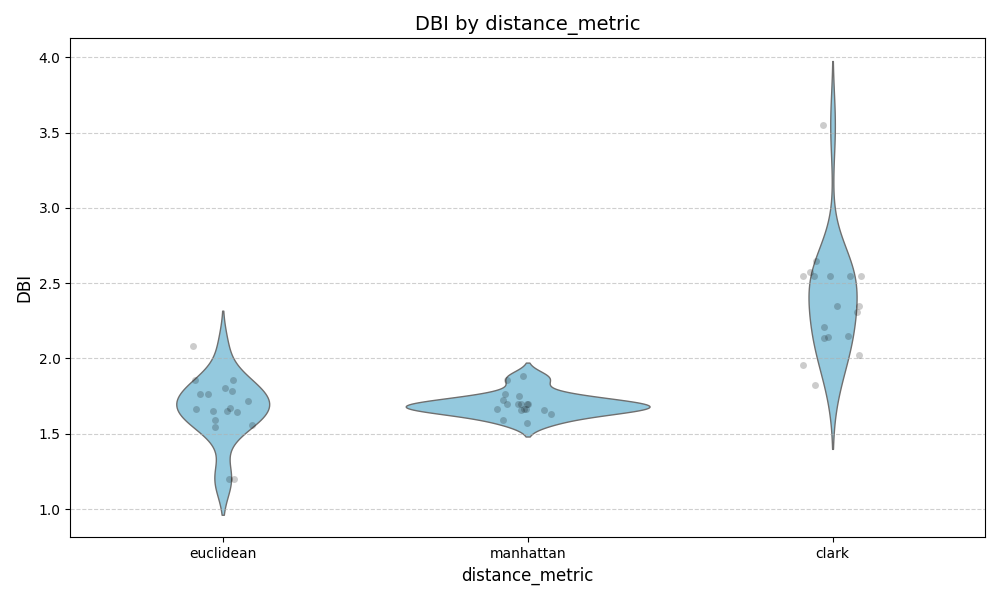 DBI by distance_metric
4.0
3.5
3.0
2.5
2.0
1.5
1.0
DBI
euclidean
manhattan
clark
distance_metric